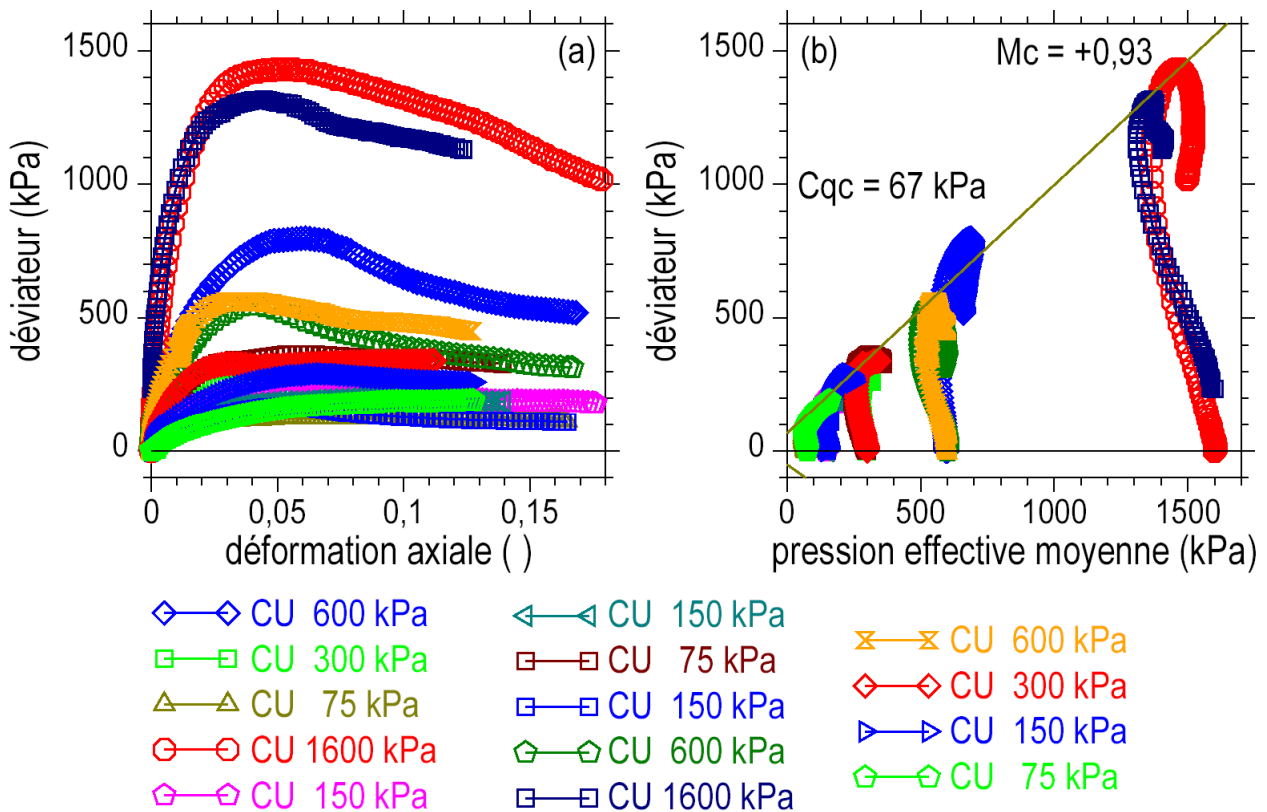 1500
(a)
1000
500
0
déviateur (kPa)
0
0,05
0,1
0,15
déformation axiale ( )
1500
(b)
Mc = +0,93
1000
Cqc = 67 kPa
500
0
déviateur (kPa)
0
500
1000
1500
pression effective moyenne (kPa)
CU 600 kPa
CU 300 kPa
CU 75 kPa
CU 1600 kPa
CU 150 kPa
CU 150 kPa
CU 75 kPa
CU 150 kPa
CU 600 kPa
CU 1600 kPa
CU 600 kPa
CU 300 kPa
CU 150 kPa
CU 75 kPa